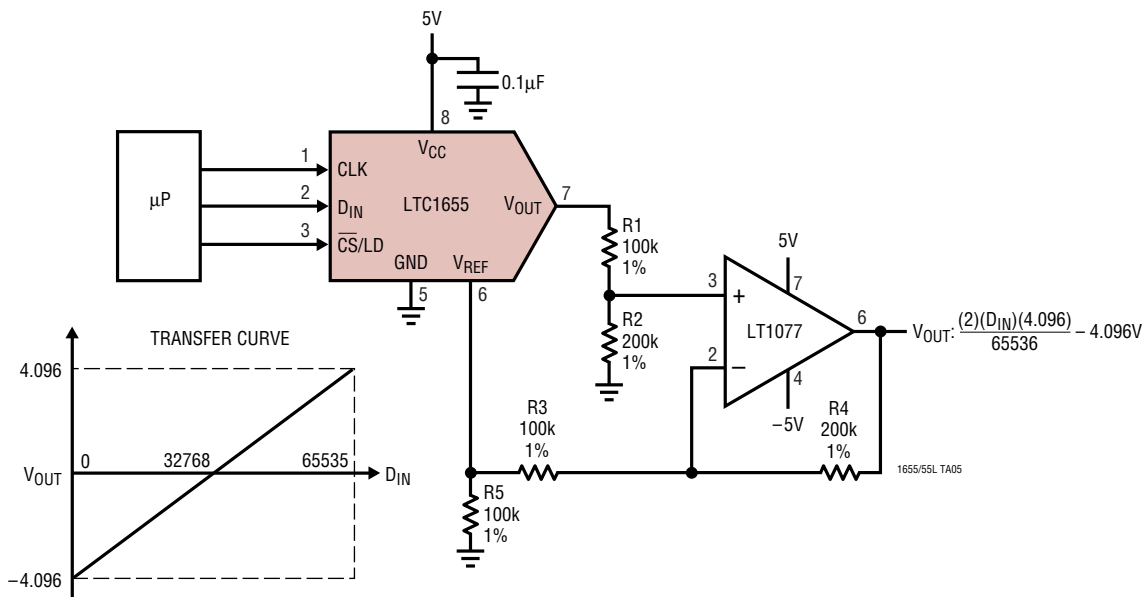 5V
0.1µF
8
VCC
µP
1
CLK
2
DIN
LTC1655
VOUT
7
3
CS/LD
GND
VREF
5
6
R1
100k
1%
R2
200k
1%
5V
3
7
+
LT1077
6
2
−
4
−5V
VOUT: (2)(DIN)(4.096)
65536
− 4.096V
R3
100k
1%
R4
200k
1%
1655/55L TA05
R5
100k
1%
TRANSFER CURVE
4.096
0
32768
65535
VOUT
DIN
−4.096